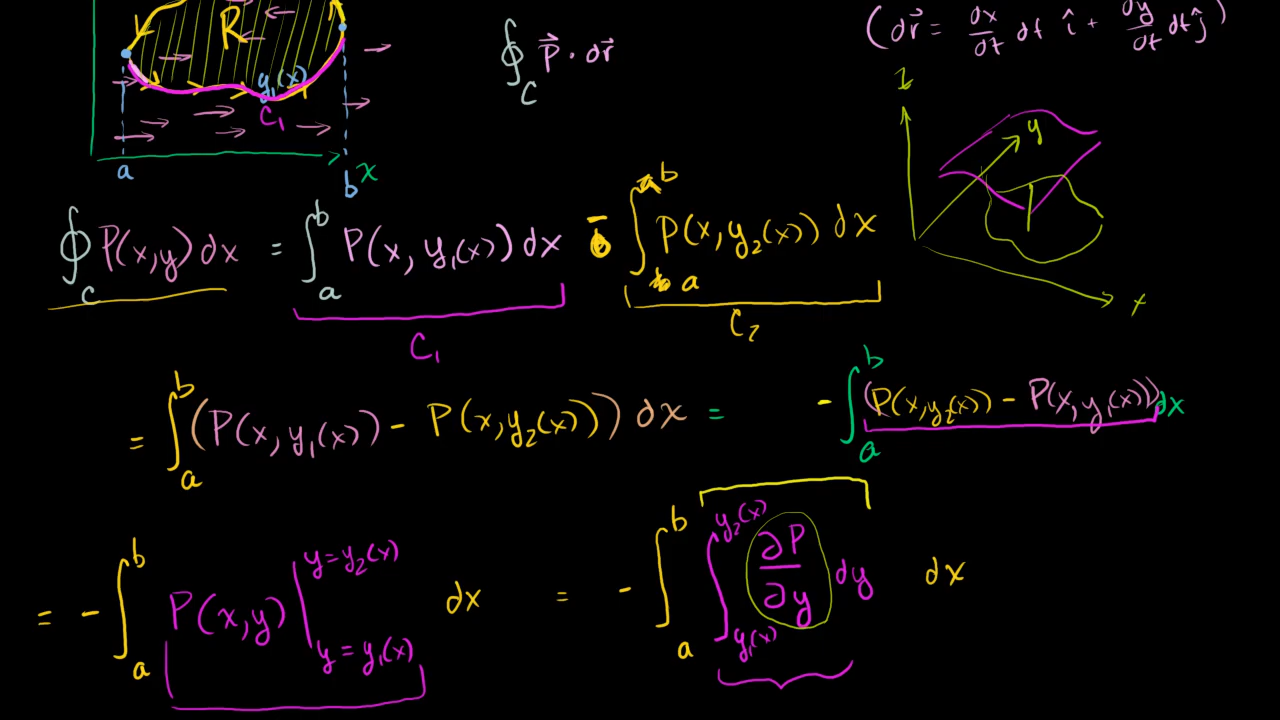 R
y₁(x)
C₁
a
b
x
∮_C P⃗ · dr⃗
(dr⃗ = dx/dt dt î + dy/dt dt ĵ)
z
y
x
∮_C P(x,y)dx = ∫_a^b P(x, y₁(x))dx - ∫_a^b P(x,y₂(x)) dx
C₁
C₂
= ∫_a^b (P(x,y₁(x)) - P(x,y₂(x))) dx = - ∫_a^b (P(x,y₂(x)) - P(x,y₁(x)))dx
= - ∫_a^b P(x,y) |_{y = y₁(x)}^{y=y₂(x)} dx = - ∫_a^b ∫_{y₁(x)}^{y₂(x)} ∂P/∂y dy dx